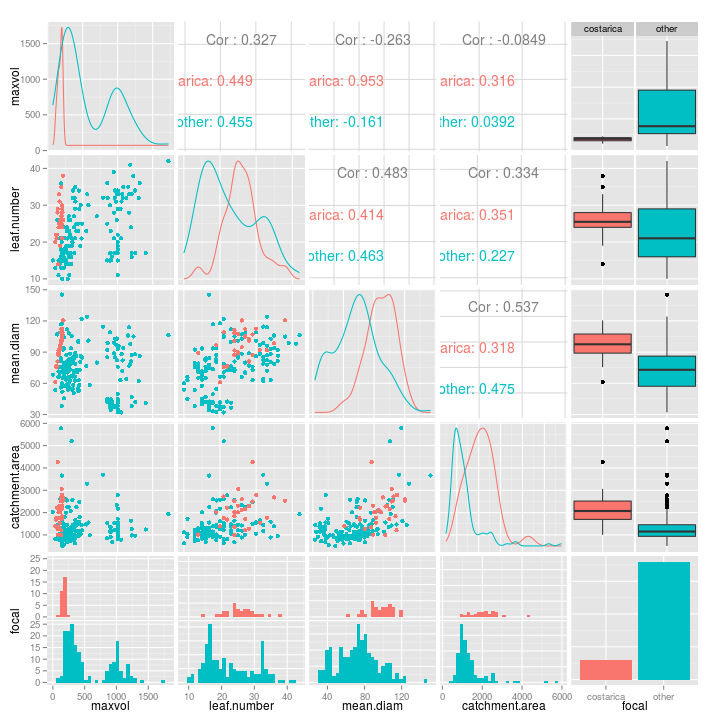 costarica other
maxvol
1500
1000
500
0
Cor : 0.327
arica: 0.449
other: 0.455
Cor : -0.263
arica: 0.953
ther: -0.161
Cor : -0.0849
arica: 0.316
other: 0.0392
leaf.number
40
30
20
10
Cor : 0.483
arica: 0.414
other: 0.463
Cor : 0.334
arica: 0.351
other: 0.227
mean.diam
150
120
90
60
30
Cor : 0.537
arica: 0.318
other: 0.475
catchment.area
6000
5000
4000
3000
2000
1000
focal
25
20
15
10
5
0
25
20
15
10
5
0
0 500 1000 1500
maxvol
10 20 30 40
leaf.number
40 80 120
mean.diam
0 2000 4000 6000
catchment.area
costarica other
focal